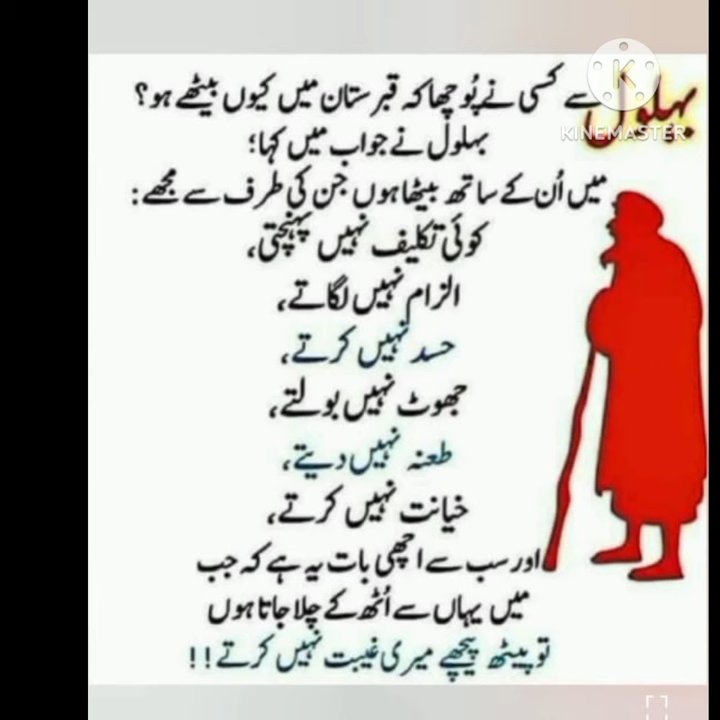 بہلول سے کسی نے پُوچھا کہ قبرستان میں کیوں بیٹھے ہو؟
بہلول نے جواب میں کہا؛
میں اُن کے ساتھ بیٹھا ہوں جن کی طرف سے مجھے:
کوئی تکلیف نہیں پہنچتی،
الزام نہیں لگاتے،
حسد نہیں کرتے،
جھوٹ نہیں بولتے،
طعنہ نہیں دیتے،
خیانت نہیں کرتے،
اور سب سے اچھی بات یہ ہے کہ جب
میں یہاں سے اُٹھ کے چلا جاتا ہوں
تو پیٹھ پیچھے میری غیبت نہیں کرتے!!
K
KINEMASTER